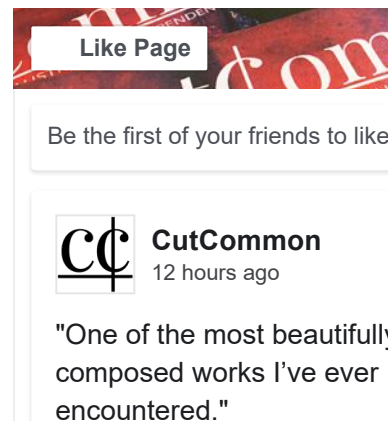 Like Page
Be the first of your friends to like
CutCommon
12 hours ago
"One of the most beautifully
composed works I’ve ever
encountered."